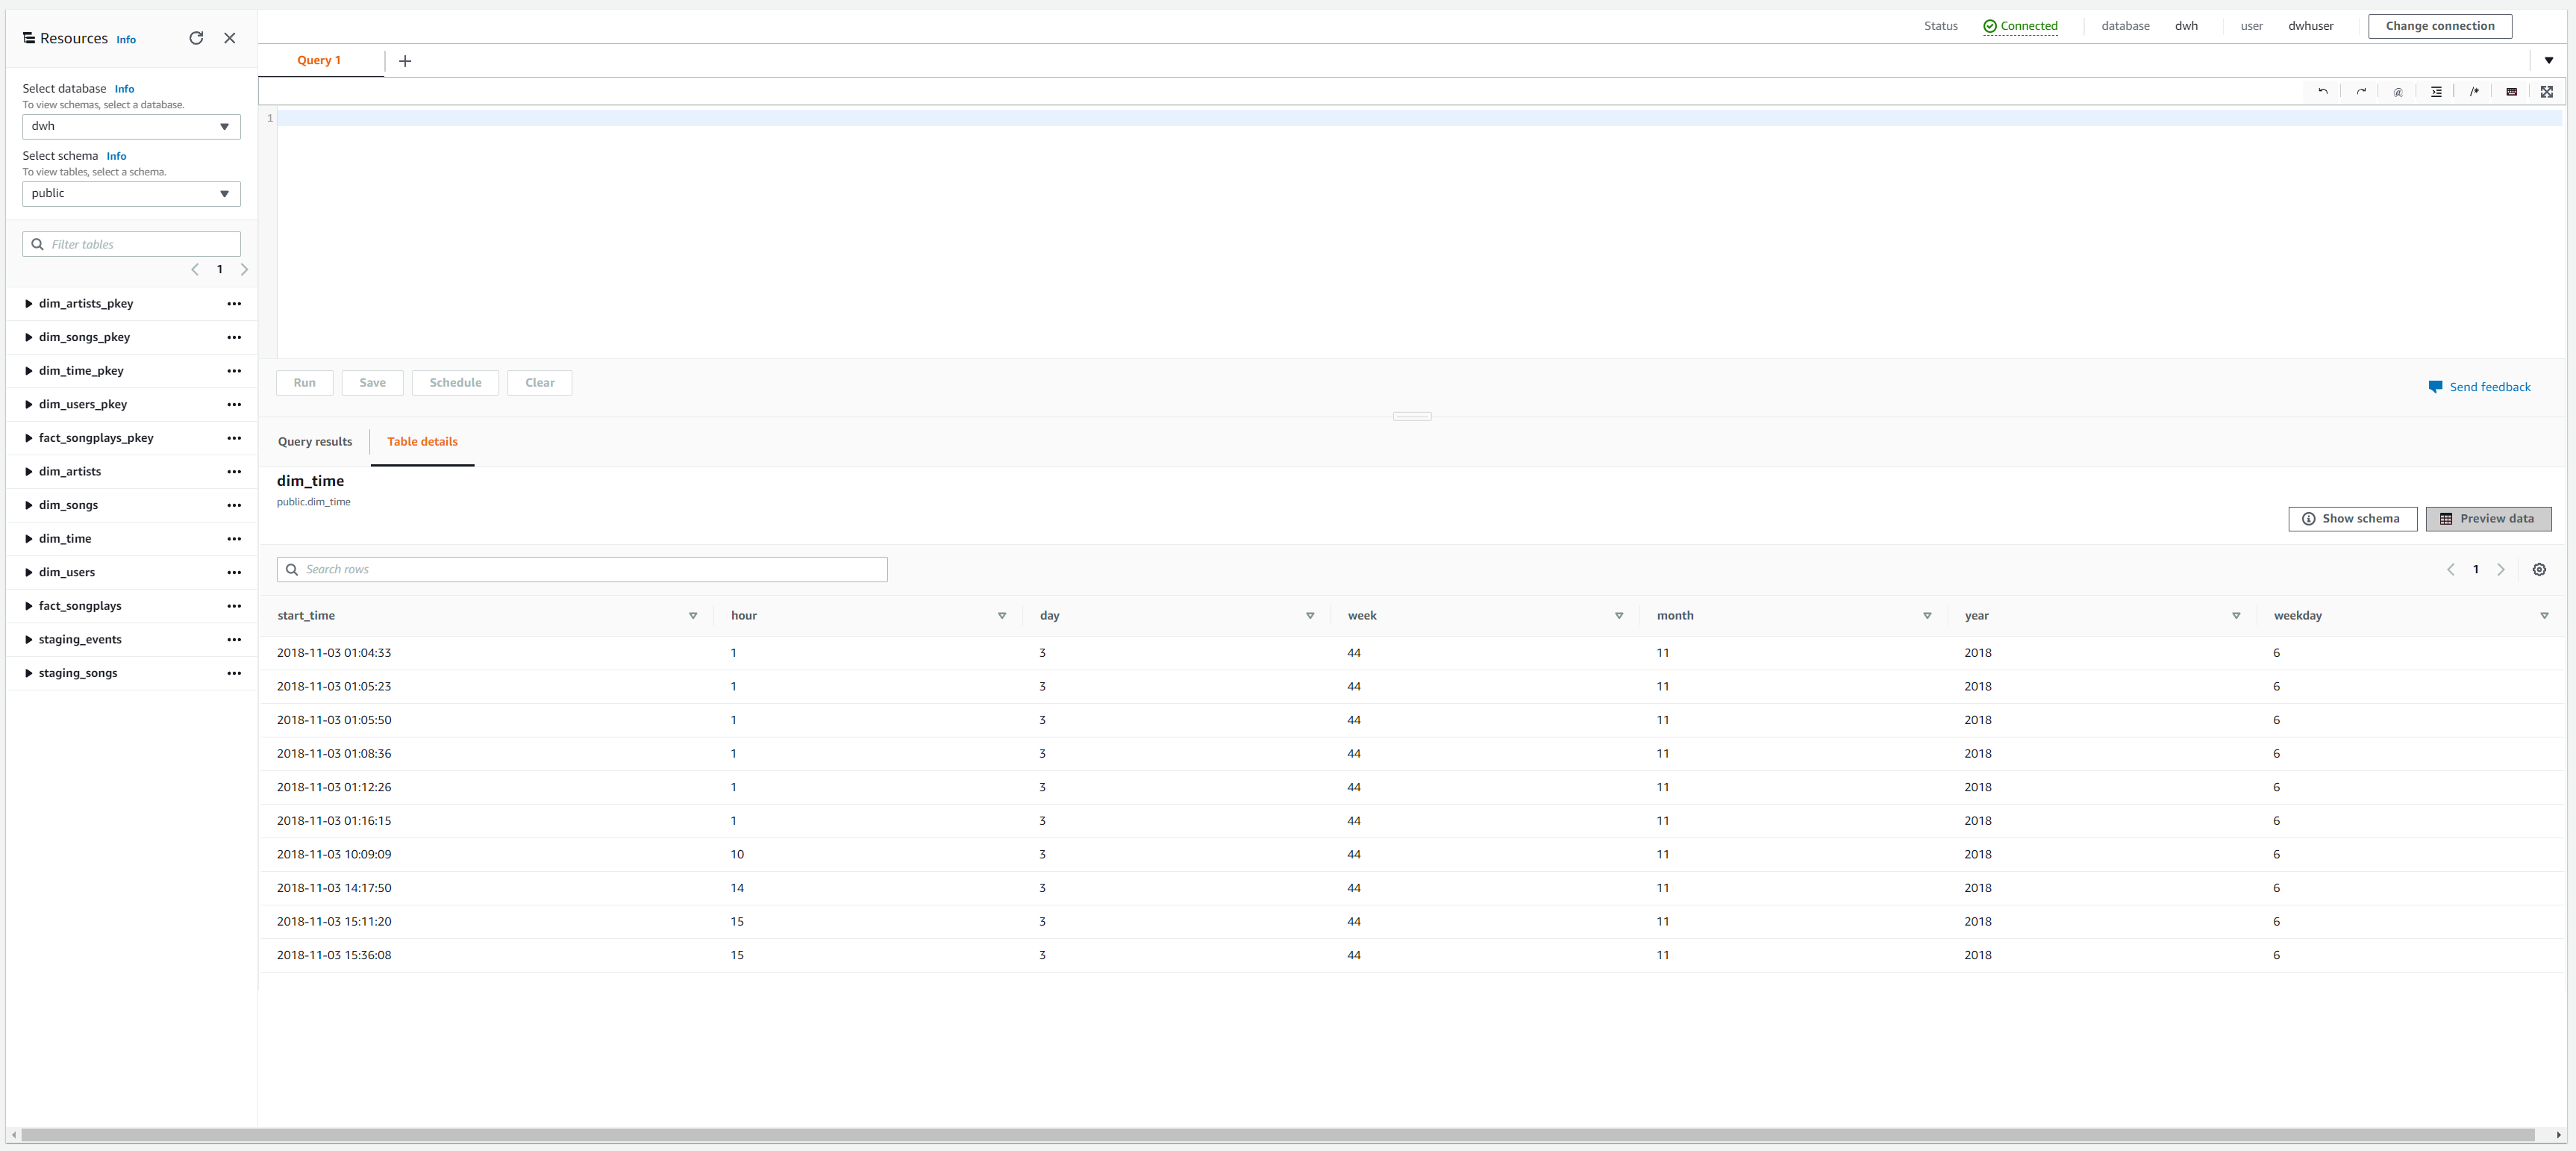 Resources Info
Status Connected database dwh user dwhuser Change connection
Query 1
Select database Info
To view schemas, select a database.
dwh
Select schema Info
To view tables, select a schema.
public
Filter tables
1
dim_artists_pkey
dim_songs_pkey
dim_time_pkey
dim_users_pkey
fact_songplays_pkey
dim_artists
dim_songs
dim_time
dim_users
fact_songplays
staging_events
staging_songs
@ /*
1
Run Save Schedule Clear
Send feedback
Query results Table details
dim_time
public.dim_time
Show schema Preview data
Search rows
1
start_time hour day week month year weekday
2018-11-03 01:04:33 1 3 44 11 2018 6
2018-11-03 01:05:23 1 3 44 11 2018 6
2018-11-03 01:05:50 1 3 44 11 2018 6
2018-11-03 01:08:36 1 3 44 11 2018 6
2018-11-03 01:12:26 1 3 44 11 2018 6
2018-11-03 01:16:15 1 3 44 11 2018 6
2018-11-03 10:09:09 10 3 44 11 2018 6
2018-11-03 14:17:50 14 3 44 11 2018 6
2018-11-03 15:11:20 15 3 44 11 2018 6
2018-11-03 15:36:08 15 3 44 11 2018 6